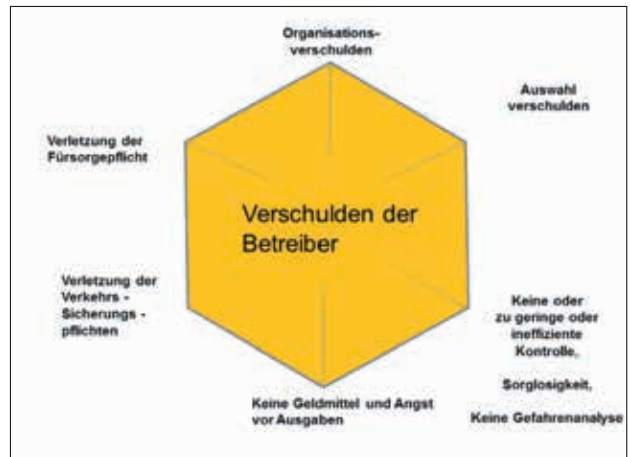 Organisations-
verschulden
Auswahl
verschulden
Verletzung der
Fürsorgepflicht
Verschulden der
Betreiber
Verletzung der
Verkehrs -
Sicherungs -
pflichten
Keine oder
zu geringe oder
ineffiziente
Kontrolle,
Sorglosigkeit,
Keine Gefahrenanalyse
Keine Geldmittel und Angst
vor Ausgaben